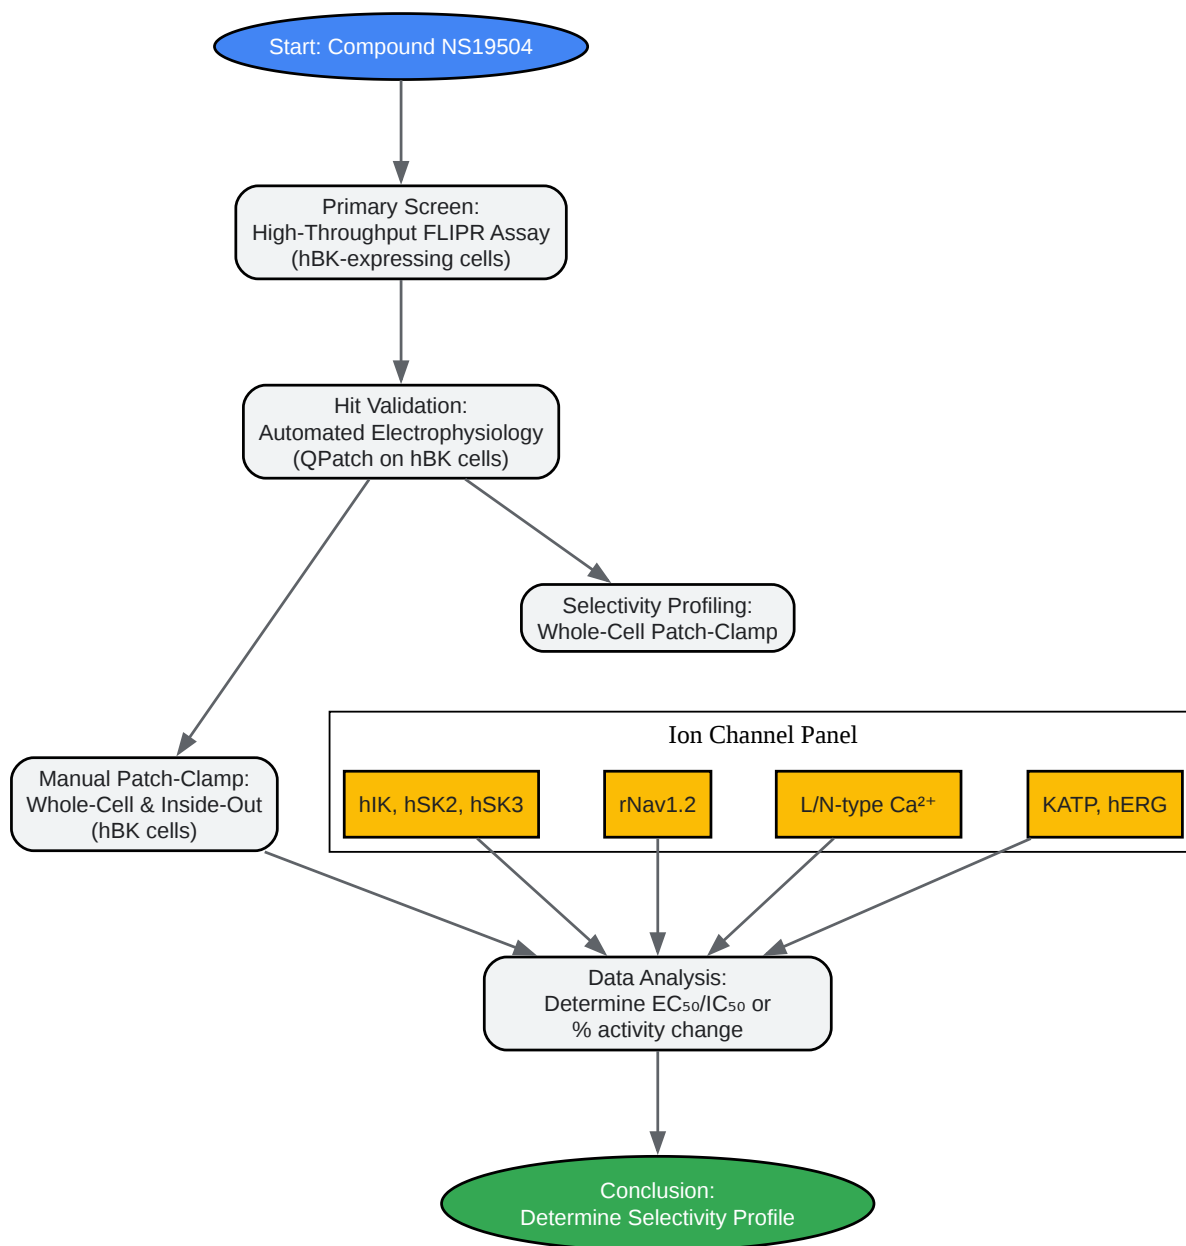 Start: Compound NS19504
Primary Screen:
High-Throughput FLIPR Assay
(hBK-expressing cells)
Hit Validation:
Automated Electrophysiology
(QPatch on hBK cells)
Selectivity Profiling:
Whole-Cell Patch-Clamp
Manual Patch-Clamp:
Whole-Cell & Inside-Out
(hBK cells)
Ion Channel Panel
hIK, hSK2, hSK3
rNav1.2
L/N-type Ca²⁺
KATP, hERG
Data Analysis:
Determine EC₅₀/IC₅₀ or
% activity change
Conclusion:
Determine Selectivity Profile